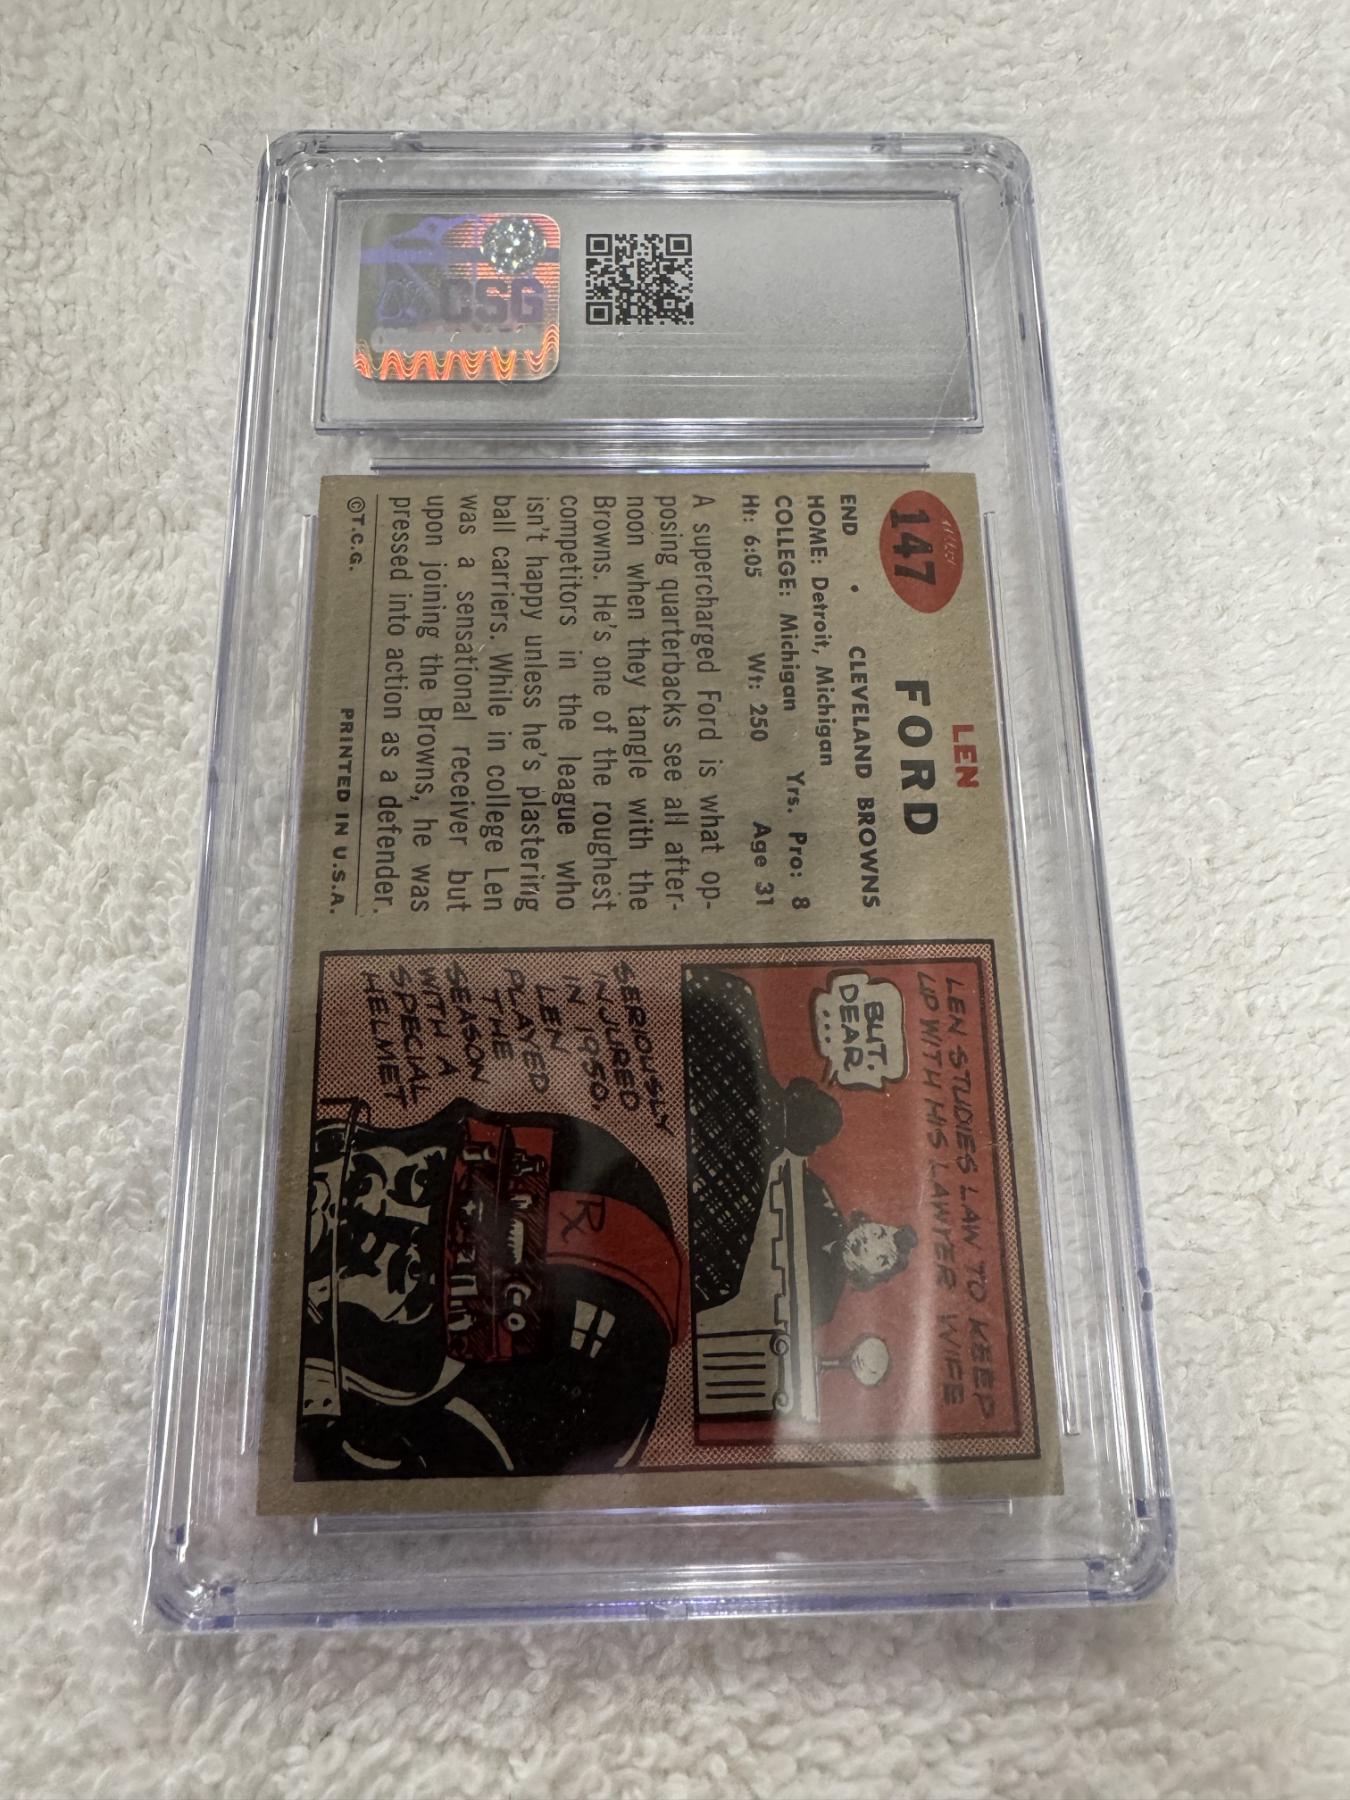 CSG
147
LEN
FORD
END • CLEVELAND BROWNS
HOME: Detroit, Michigan
COLLEGE: Michigan Yrs. Pro: 8
Ht: 6:05 Wt: 250 Age 31
A supercharged Ford is what op-
posing quarterbacks see all after-
noon when they tangle with the
Browns. He's one of the roughest
competitors in the league who
isn't happy unless he's plastering
ball carriers. While in college Len
was a sensational receiver but
upon joining the Browns, he was
pressed into action as a defender.
©T.C.G. PRINTED IN U.S.A.
LEN STUDIES LAW TO KEEP
UP WITH HIS LAWYER WIFE
BUT,
DEAR
...
SERIOUSLY
INJURED
IN 1950,
LEN
PLAYED
THE
SEASON
WITH A
SPECIAL
HELMET
Rx